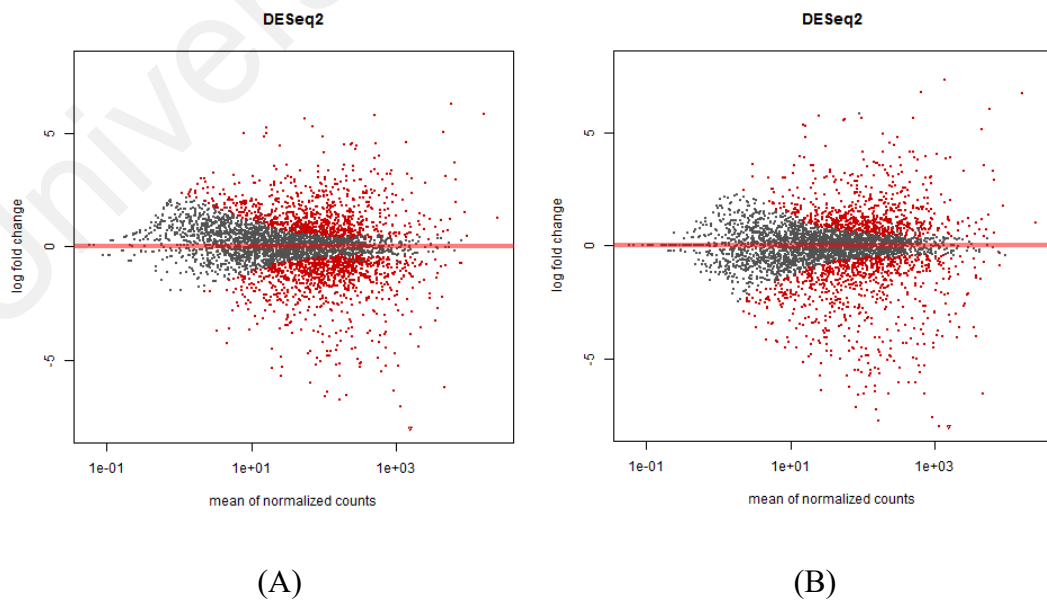 DESeq2
log fold change
5
0
-5
1e-01 1e+01 1e+03
mean of normalized counts
(A)
DESeq2
log fold change
5
0
-5
1e-01 1e+01 1e+03
mean of normalized counts
(B)
Univers